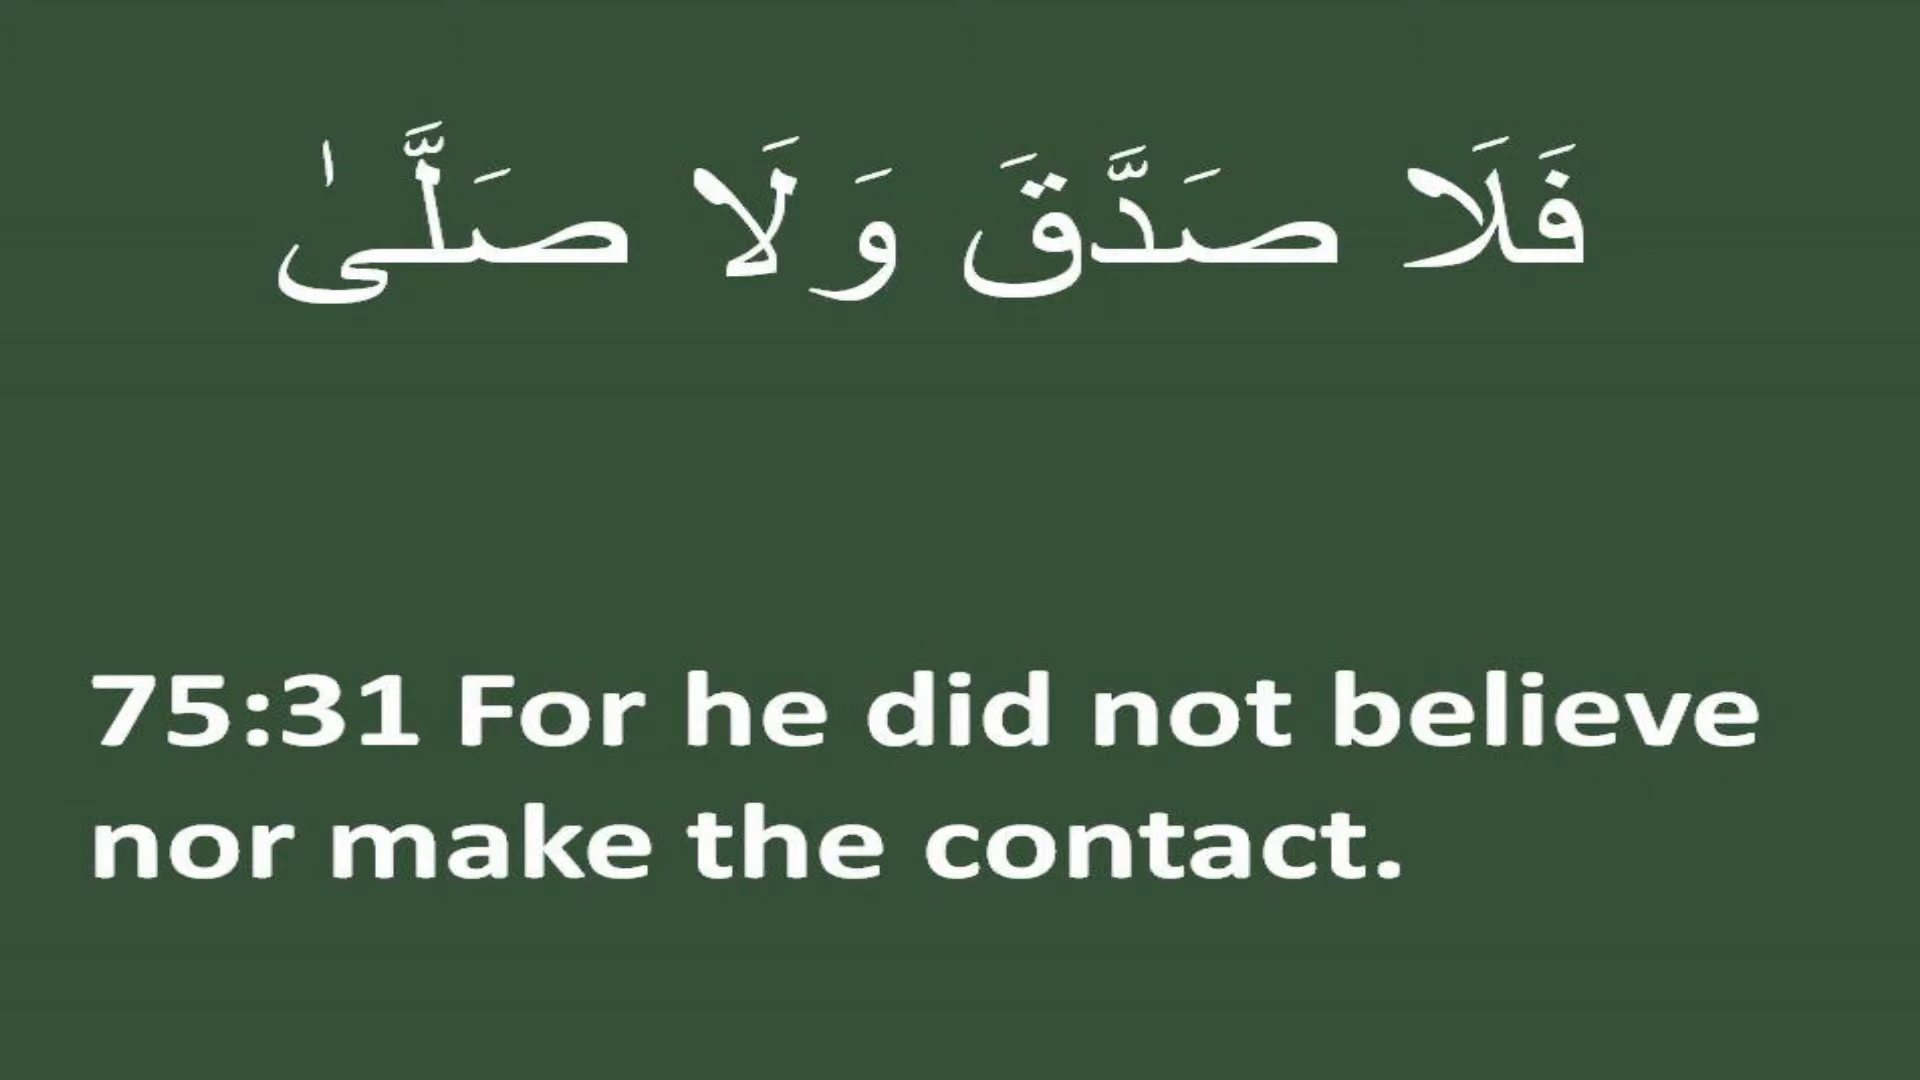 فَلَا صَدَّقَ وَلَا صَلَّىٰ
75:31 For he did not believe
nor make the contact.